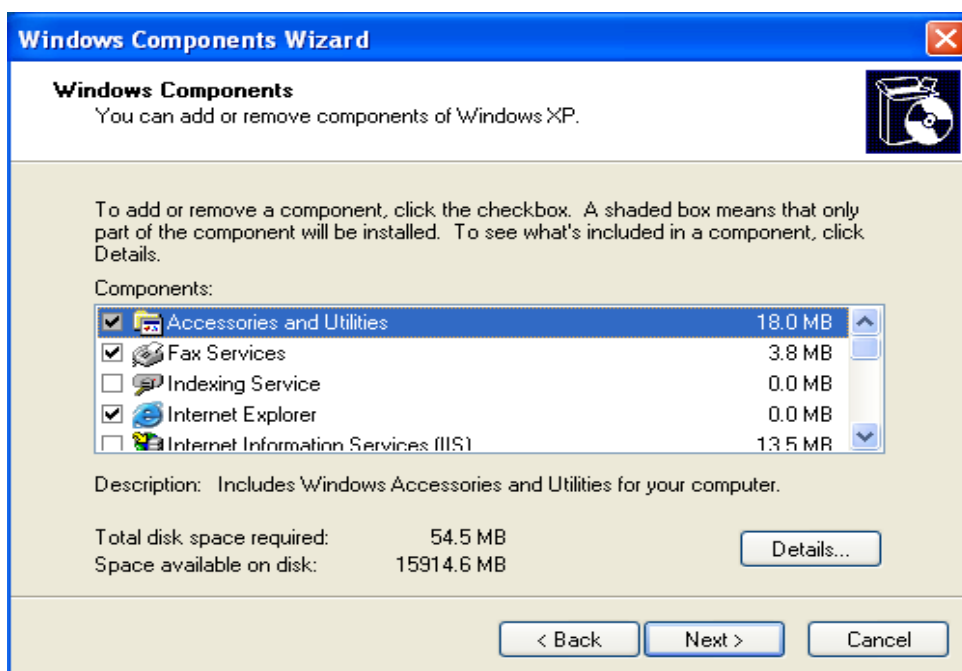 Windows Components Wizard
Windows Components
You can add or remove components of Windows XP.
To add or remove a component, click the checkbox. A shaded box means that only
part of the component will be installed. To see what's included in a component, click
Details.
Components:
Accessories and Utilities 18.0 MB
Fax Services 3.8 MB
Indexing Service 0.0 MB
Internet Explorer 0.0 MB
Internet Information Services (IIS) 13.5 MB
Description: Includes Windows Accessories and Utilities for your computer.
Total disk space required: 54.5 MB
Space available on disk: 15914.6 MB
Details...
< Back Next > Cancel